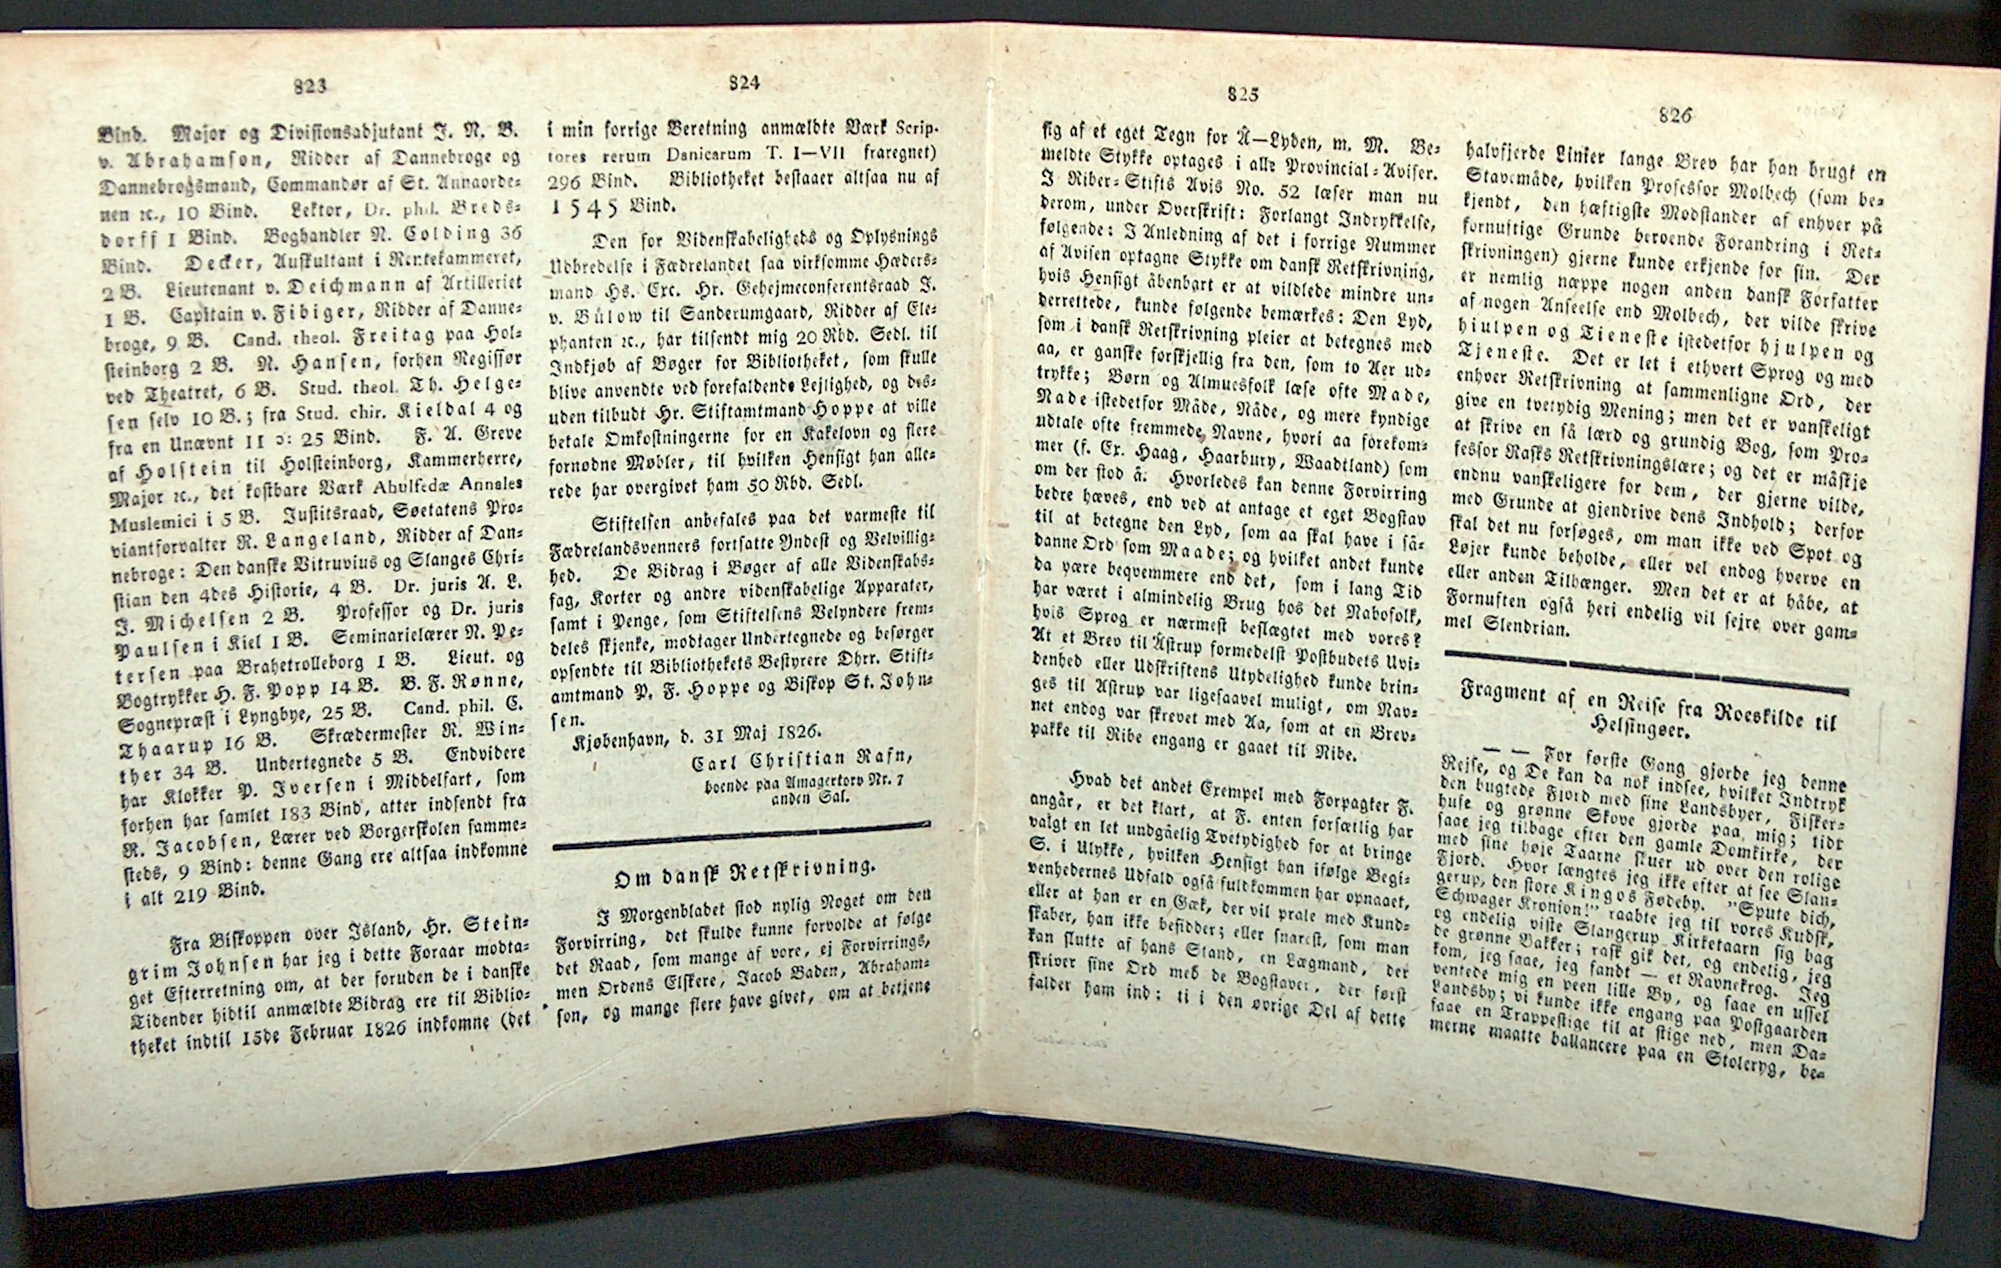 823
Bind. Major og Divisionsadjutant J. N. B.
v. Abrahamson, Ridder af Dannebroge og
Dannebrogsmand, Commandør af St. Annaorde=
nen ꝛc., 10 Bind. Lektor, Dr. phil. Breds=
dorff 1 Bind. Boghandler N. Colding 36
Bind. Decker, Auskultant i Rentekammeret,
2 B. Lieutenant v. Deichmann af Artilleriet
1 B. Capitain v. Fibiger, Ridder af Danne=
broge, 9 B. Cand. theol. Freitag paa Hol=
steinborg 2 B. N. Hansen, forhen Regissør
ved Theatret, 6 B. Stud. theol. Th. Helge=
sen selv 10 B.; fra Stud. chir. Kieldal 4 og
fra en Unævnt 11 ɔ: 25 Bind. F. A. Greve
af Holstein til Holsteinborg, Kammerherre,
Major ꝛc., det kostbare Værk Abulfedæ Annales
Muslemici i 5 B. Justitsraad, Søetatens Pro=
viantforvalter R. Langeland, Ridder af Dan=
nebroge: Den danske Vitruvius og Slanges Chri=
stian den 4des Historie, 4 B. Dr. juris A. L.
J. Michelsen 2 B. Professor og Dr. juris
Paulsen i Kiel 1 B. Seminarielærer N. Pe=
tersen paa Brahetrolleborg 1 B. Lieut. og
Bogtrykker H. F. Popp 14 B. B. F. Rønne,
Sognepræst i Lyngbye, 25 B. Cand. phil. C.
Thaarup 16 B. Skrædermester R. Win=
ther 34 B. Undertegnede 5 B. Endvidere
har Klokker P. Iversen i Middelfart, som
forhen har samlet 183 Bind, atter indsendt fra
R. Jacobsen, Lærer ved Borgerskolen samme=
steds, 9 Bind: denne Gang ere altsaa indkomne
i alt 219 Bind.
Fra Biskoppen over Island, Hr. Stein=
grim Johnsen har jeg i dette Foraar modta=
get Efterretning om, at der foruden de i danske
Tidender hidtil anmældte Bidrag ere til Biblio=
theket indtil 15de Februar 1826 indkomne (det
824
i min forrige Beretning anmældte Værk Scrip-
tores rerum Danicarum T. I—VII fraregnet)
296 Bind. Bibliotheket bestaaer altsaa nu af
1545 Bind.
Den for Videnskabeligheds og Oplysnings
Udbredelse i Fædrelandet saa virksomme Hæders=
mand Hs. Exc. Hr. Gehejmeconferentsraad J.
v. Bülow til Sanderumgaard, Ridder af Ele=
phanten ꝛc., har tilsendt mig 20 Rbd. Sedl. til
Indkjøb af Bøger for Bibliotheket, som skulle
blive anvendte ved forefaldende Lejlighed, og des=
uden tilbudt Hr. Stiftamtmand Hoppe at ville
betale Omkostningerne for en Kakelovn og flere
fornødne Møbler, til hvilken Hensigt han alle=
rede har overgivet ham 50 Rbd. Sedl.
Stiftelsen anbefales paa det varmeste til
Fædrelandsvenners fortsatte Yndest og Velvillig=
hed. De Bidrag i Bøger af alle Videnskabs=
fag, Korter og andre videnskabelige Apparater,
samt i Penge, som Stiftelsens Velyndere frem=
deles skjenke, modtager Undertegnede og besørger
opsendte til Bibliothekets Bestyrere Dhrr. Stift=
amtmand P. F. Hoppe og Biskop St. John=
sen.
Kjøbenhavn, d. 31 Maj 1826.
Carl Christian Rafn,
boende paa Amagertorv Nr. 7
anden Sal.
Om dansk Retskrivning.
I Morgenbladet stod nylig Noget om den
Forvirring, det skulde kunne forvolde at følge
det Raad, som mange af vore, ej Forvirrings,
men Ordens Elskere, Jacob Baden, Abraham=
son, og mange flere have givet, om at betjene
825
sig af et eget Tegn for Å—Lyden, m. M. Be=
meldte Stykke optages i alle Provincial=Aviser.
I Riber=Stifts Avis No. 52 læser man nu
derom, under Overskrift: Forlangt Indrykkelse,
følgende: I Anledning af det i forrige Nummer
af Avisen optagne Stykke om dansk Retskrivning,
hvis Hensigt åbenbart er at vildlede mindre un=
derrettede, kunde følgende bemærkes: Den Lyd,
som i dansk Retskrivning pleier at betegnes med
aa, er ganske forskjellig fra den, som to Aer ud=
trykke; Børn og Almuesfolk læse ofte Made,
Nade istedetfor Måde, Nåde, og mere kyndige
udtale ofte fremmede Navne, hvori aa forekom=
mer (f. Ex. Haag, Haarbury, Waadtland) som
om der stod å. Hvorledes kan denne Forvirring
bedre hæves, end ved at antage et eget Bogstav
til at betegne den Lyd, som aa skal have i så=
danne Ord som Maade; og hvilket andet kunde
da være beqvemmere end det, som i lang Tid
har været i almindelig Brug hos det Nabofolk,
hvis Sprog er nærmest beslægtet med vores?
At et Brev til Åstrup formedelst Postbudets Uvi=
denhed eller Udskriftens Utydelighed kunde brin=
ges til Astrup var ligesaavel muligt, om Nav=
net endog var skrevet med Aa, som at en Brev=
pakke til Ribe engang er gaaet til Nibe.
Hvad det andet Exempel med Forpagter F.
angår, er det klart, at F. enten forsætlig har
valgt en let undgåelig Tvetydighed for at bringe
S. i Ulykke, hvilken Hensigt han ifølge Begi=
venhedernes Udfald også fuldkommen har opnaaet,
eller at han er en Gæk, der vil prale med Kund=
skaber, han ikke besidder; eller snarest, som man
kan slutte af hans Stand, en Lægmand, der
skriver sine Ord med de Bogstaver, der først
falder ham ind: ti i den øvrige Del af dette
826
halvfjerde Linier lange Brev har han brugt en
Stavemåde, hvilken Professor Molbech (som be=
kjendt, den hæftigste Modstander af enhver på
fornuftige Grunde beroende Forandring i Ret=
skrivningen) gjerne kunde erkjende for sin. Der
er nemlig næppe nogen anden dansk Forfatter
af nogen Anseelse end Molbech, der vilde skrive
hiulpen og Tieneste istedetfor hjulpen og
Tjeneste. Det er let i ethvert Sprog og med
enhver Retskrivning at sammenligne Ord, der
give en tvetydig Mening; men det er vanskeligt
at skrive en så lærd og grundig Bog, som Pro=
fessor Rasks Retskrivningslære; og det er måskje
endnu vanskeligere for dem, der gjerne vilde,
med Grunde at gjendrive dens Indhold; derfor
skal det nu forsøges, om man ikke ved Spot og
Løjer kunde beholde, eller vel endog hverve en
eller anden Tilhænger. Men det er at håbe, at
Fornuften også heri endelig vil sejre over gam=
mel Slendrian.
Fragment af en Reise fra Roeskilde til
Helsingøer.
— — For første Gang gjorde jeg denne
Rejse, og De kan da nok indsee, hvilket Indtryk
den bugtede Fjord med sine Landsbyer, Fisker=
huse og grønne Skove gjorde paa mig; tidt
saae jeg tilbage efter den gamle Domkirke, der
med sine høje Taarne skuer ud over den rolige
Fjord. Hvor længtes jeg ikke efter at see Slan=
gerup, den store Kingos Fødeby. "Spute dich,
Schwager Kronion!" raabte jeg til vores Kudsk,
og endelig viste Slangerup Kirketaarn sig bag
de grønne Bakker; rask gik det, og endelig, jeg
kom, jeg saae, jeg fandt — et Ravnekrog. Jeg
ventede mig en peen lille By, og saae en ussel
Landsby; vi kunde ikke engang paa Postgaarden
faae en Trappestige til at stige ned, men Da=
merne maatte ballancere paa en Stoleryg, be=